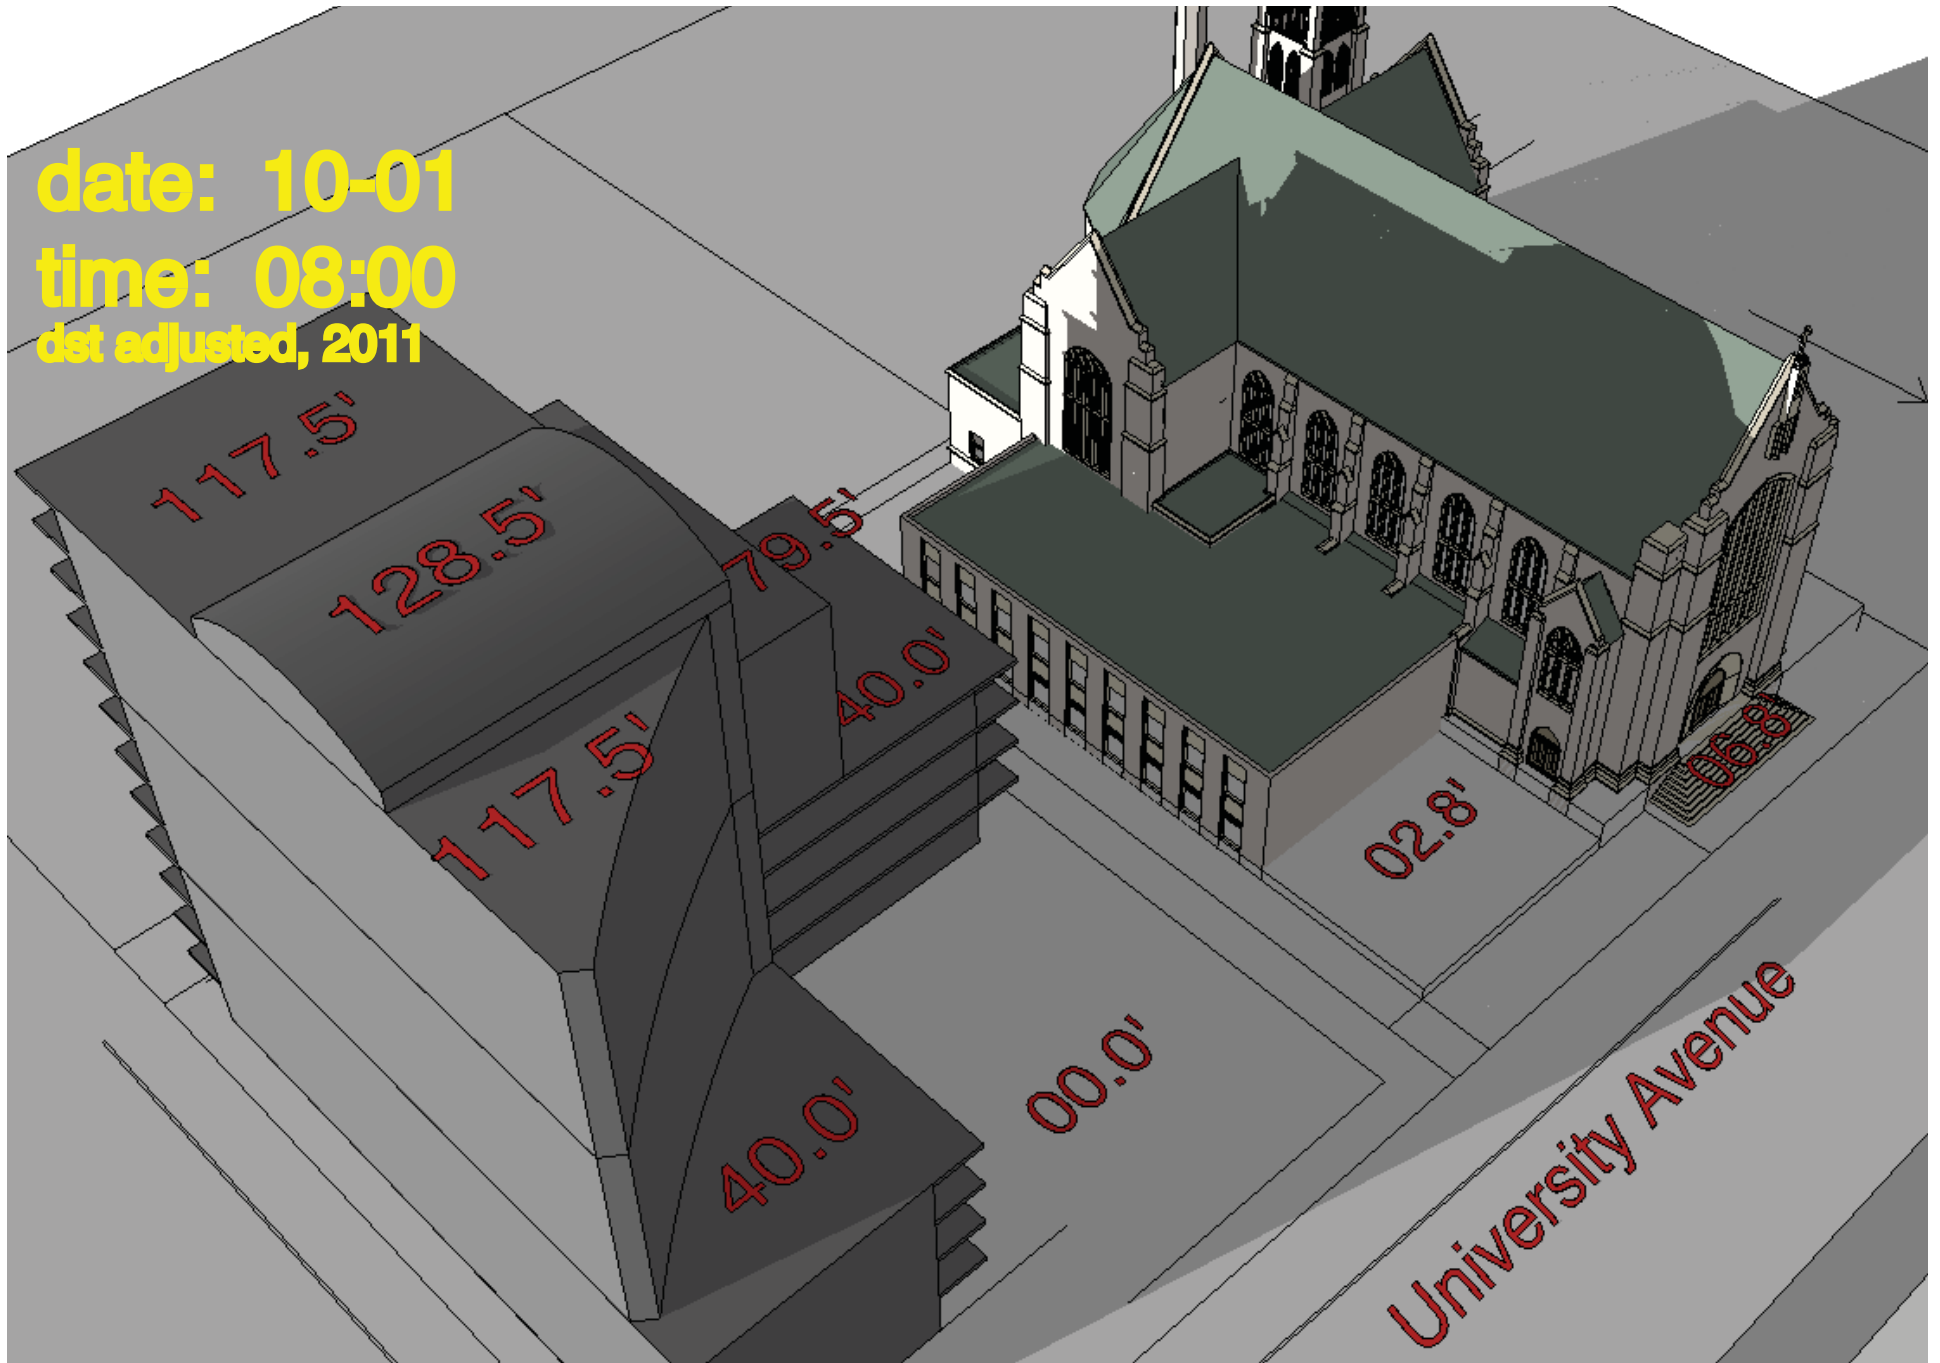 date: 10-01
time: 08:00
dst adjusted, 2011
117.5'
128.5'
79.5'
40.0'
117.5'
06.8'
02.8'
00.0'
40.0'
University Avenue